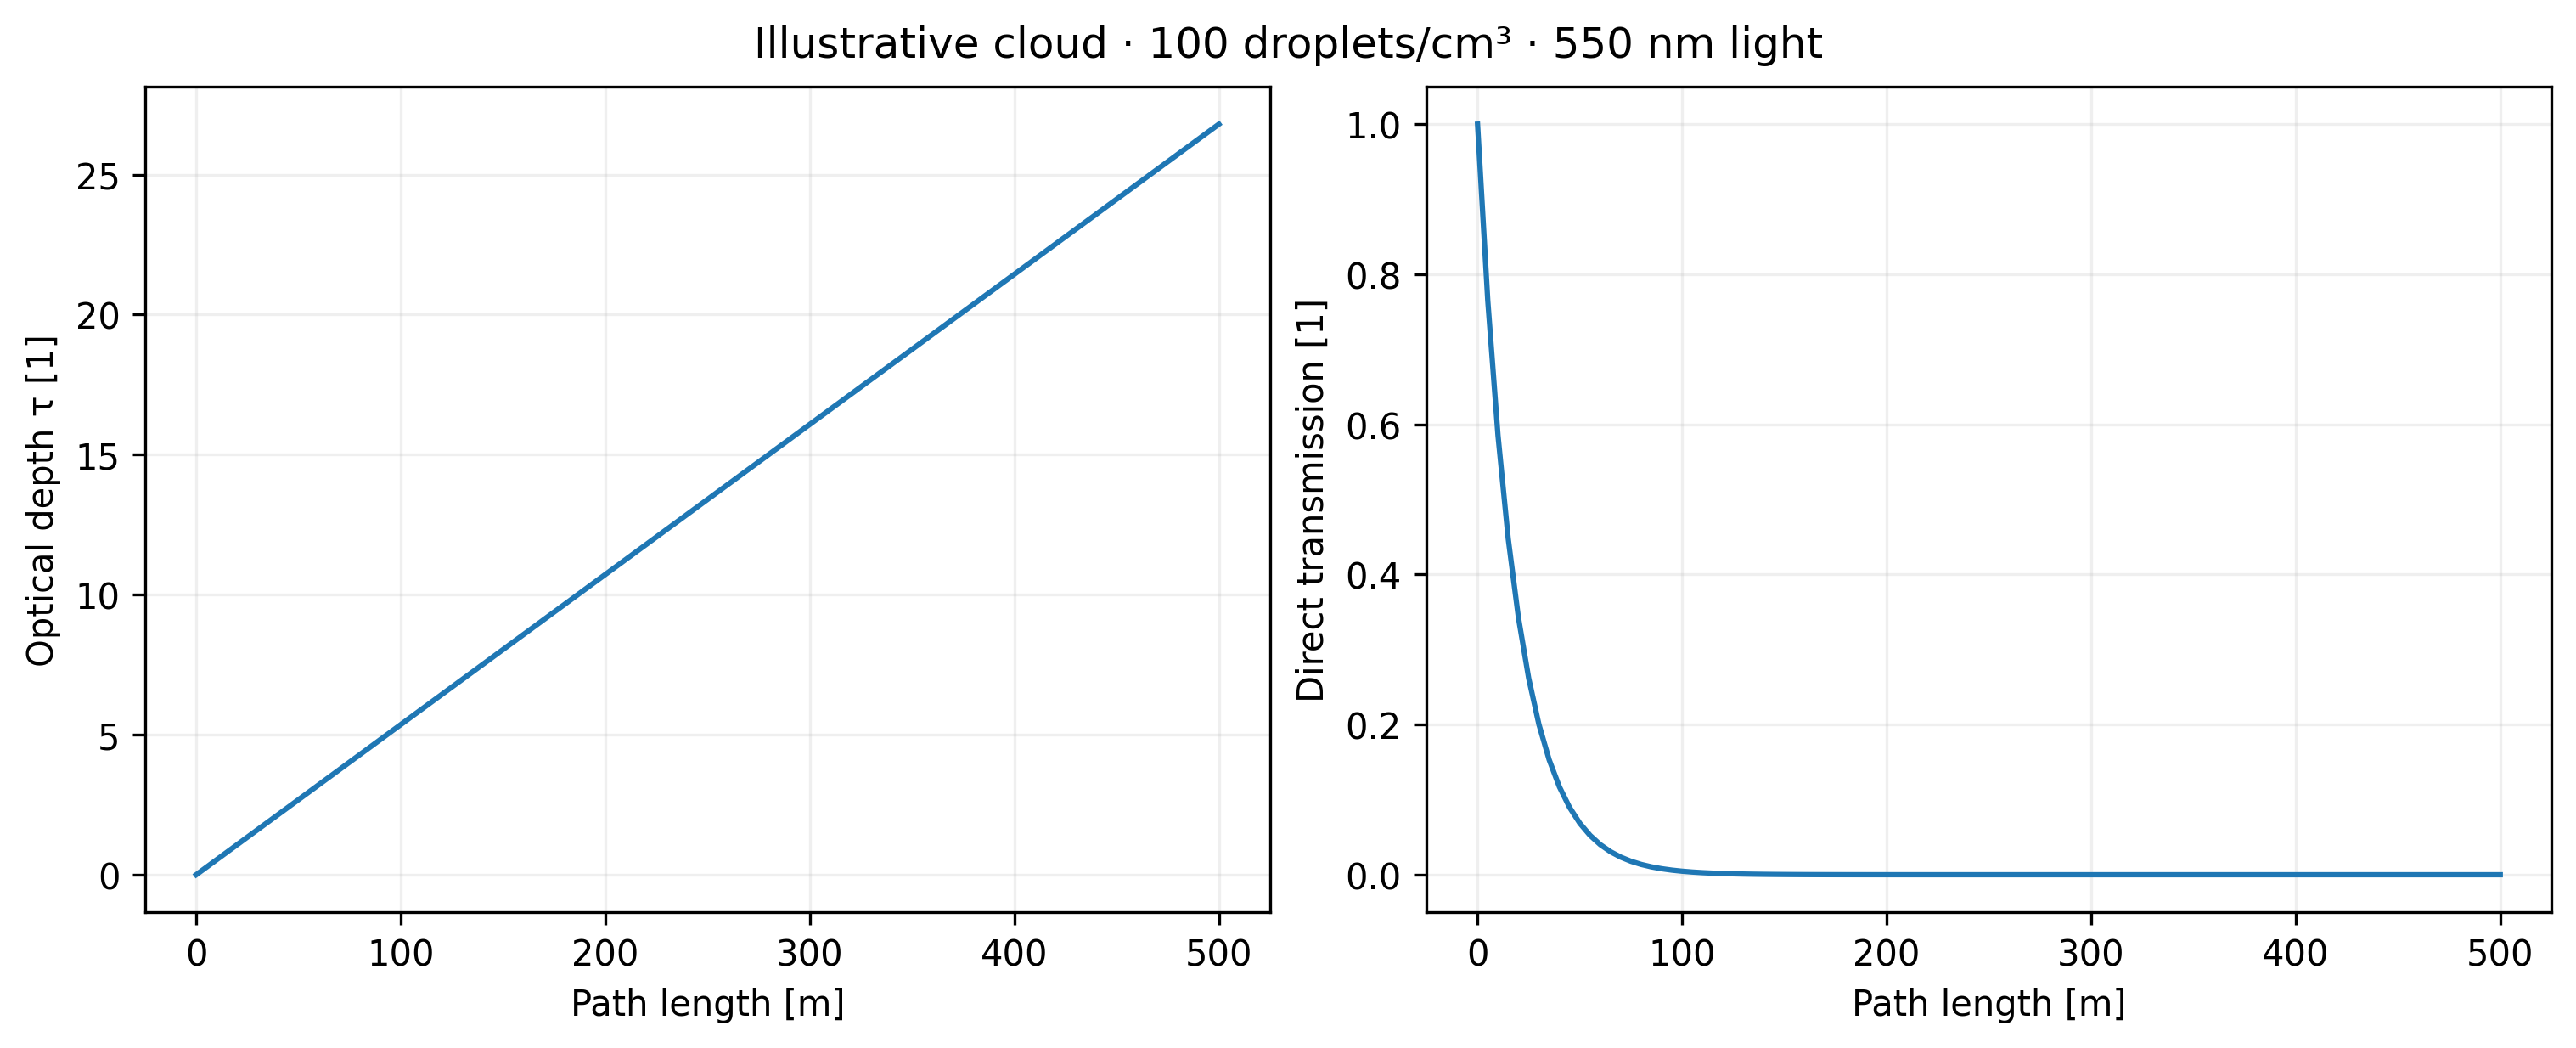 Illustrative cloud · 100 droplets/cm³ · 550 nm light
Optical depth τ [1]
25
20
15
10
5
0
0 100 200 300 400 500
Path length [m]
Direct transmission [1]
1.0
0.8
0.6
0.4
0.2
0.0
0 100 200 300 400 500
Path length [m]